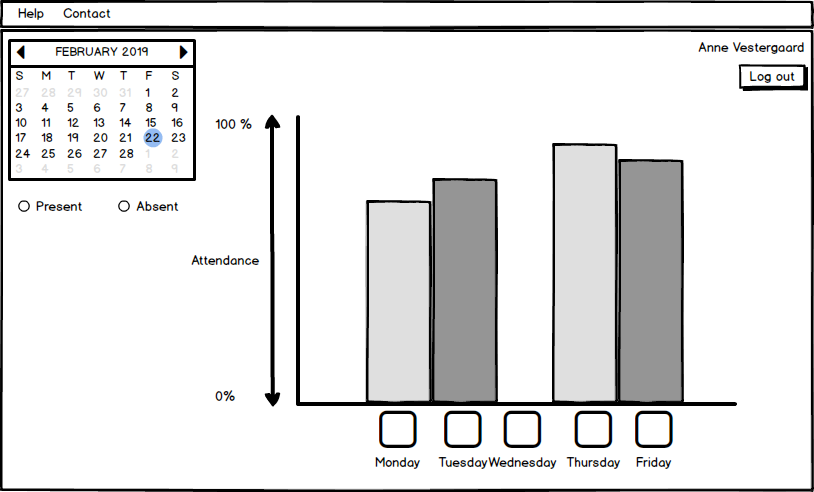 Help Contact
Anne Vestergaard
Log out
FEBRUARY 2019
S M T W T F S
27 28 29 30 31 1 2
3 4 5 6 7 8 9
10 11 12 13 14 15 16
17 18 19 20 21 22 23
24 25 26 27 28 1 2
3 4 5 6 7 8 9
Present Absent
100 %
Attendance
0%
Monday Tuesday Wednesday Thursday Friday